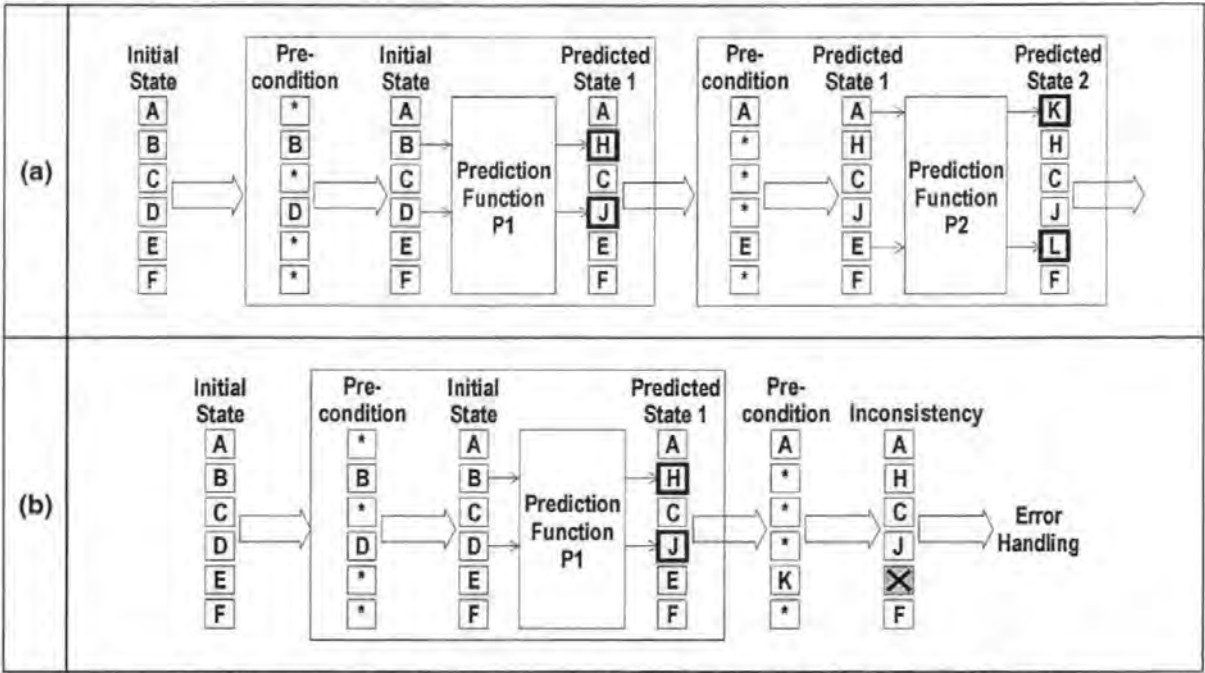 (a)
Initial State
A
B
C
D
E
F
Pre-condition
*
B
*
D
*
*
Initial State
A
B
C
D
E
F
Prediction Function P1
Predicted State 1
A
H
C
J
E
F
Pre-condition
A
*
*
*
E
*
Predicted State 1
A
H
C
J
E
F
Prediction Function P2
Predicted State 2
K
H
C
J
L
F
(b)
Initial State
A
B
C
D
E
F
Pre-condition
*
B
*
D
*
*
Initial State
A
B
C
D
E
F
Prediction Function P1
Predicted State 1
A
H
C
J
E
F
Pre-condition
A
*
*
*
K
*
Inconsistency
A
H
C
J
F
Error Handling